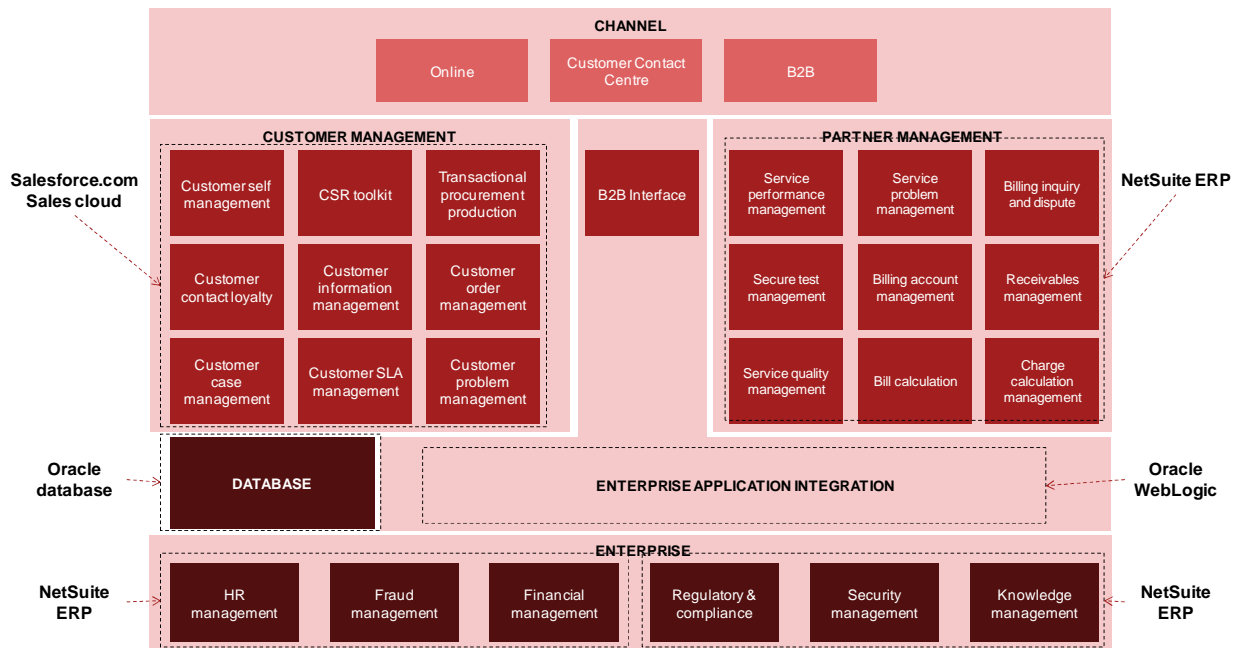 CHANNEL
Online
Customer Contact
Centre
B2B
CUSTOMER MANAGEMENT
PARTNER MANAGEMENT
Salesforce.com
Sales cloud
Customer self
management
CSR toolkit
Transactional
procurement
production
B2B Interface
Service
performance
management
Service
problem
management
Billing inquiry
and dispute
NetSuite ERP
Customer
contact loyalty
Customer
information
management
Customer
order
management
Secure test
management
Billing account
management
Receivables
management
Customer
case
management
Customer SLA
management
Customer
problem
management
Service quality
management
Bill calculation
Charge
calculation
management
Oracle
database
DATABASE
ENTERPRISE APPLICATION INTEGRATION
Oracle
WebLogic
ENTERPRISE
NetSuite
ERP
HR
management
Fraud
management
Financial
management
Regulatory &
compliance
Security
management
Knowledge
management
NetSuite
ERP